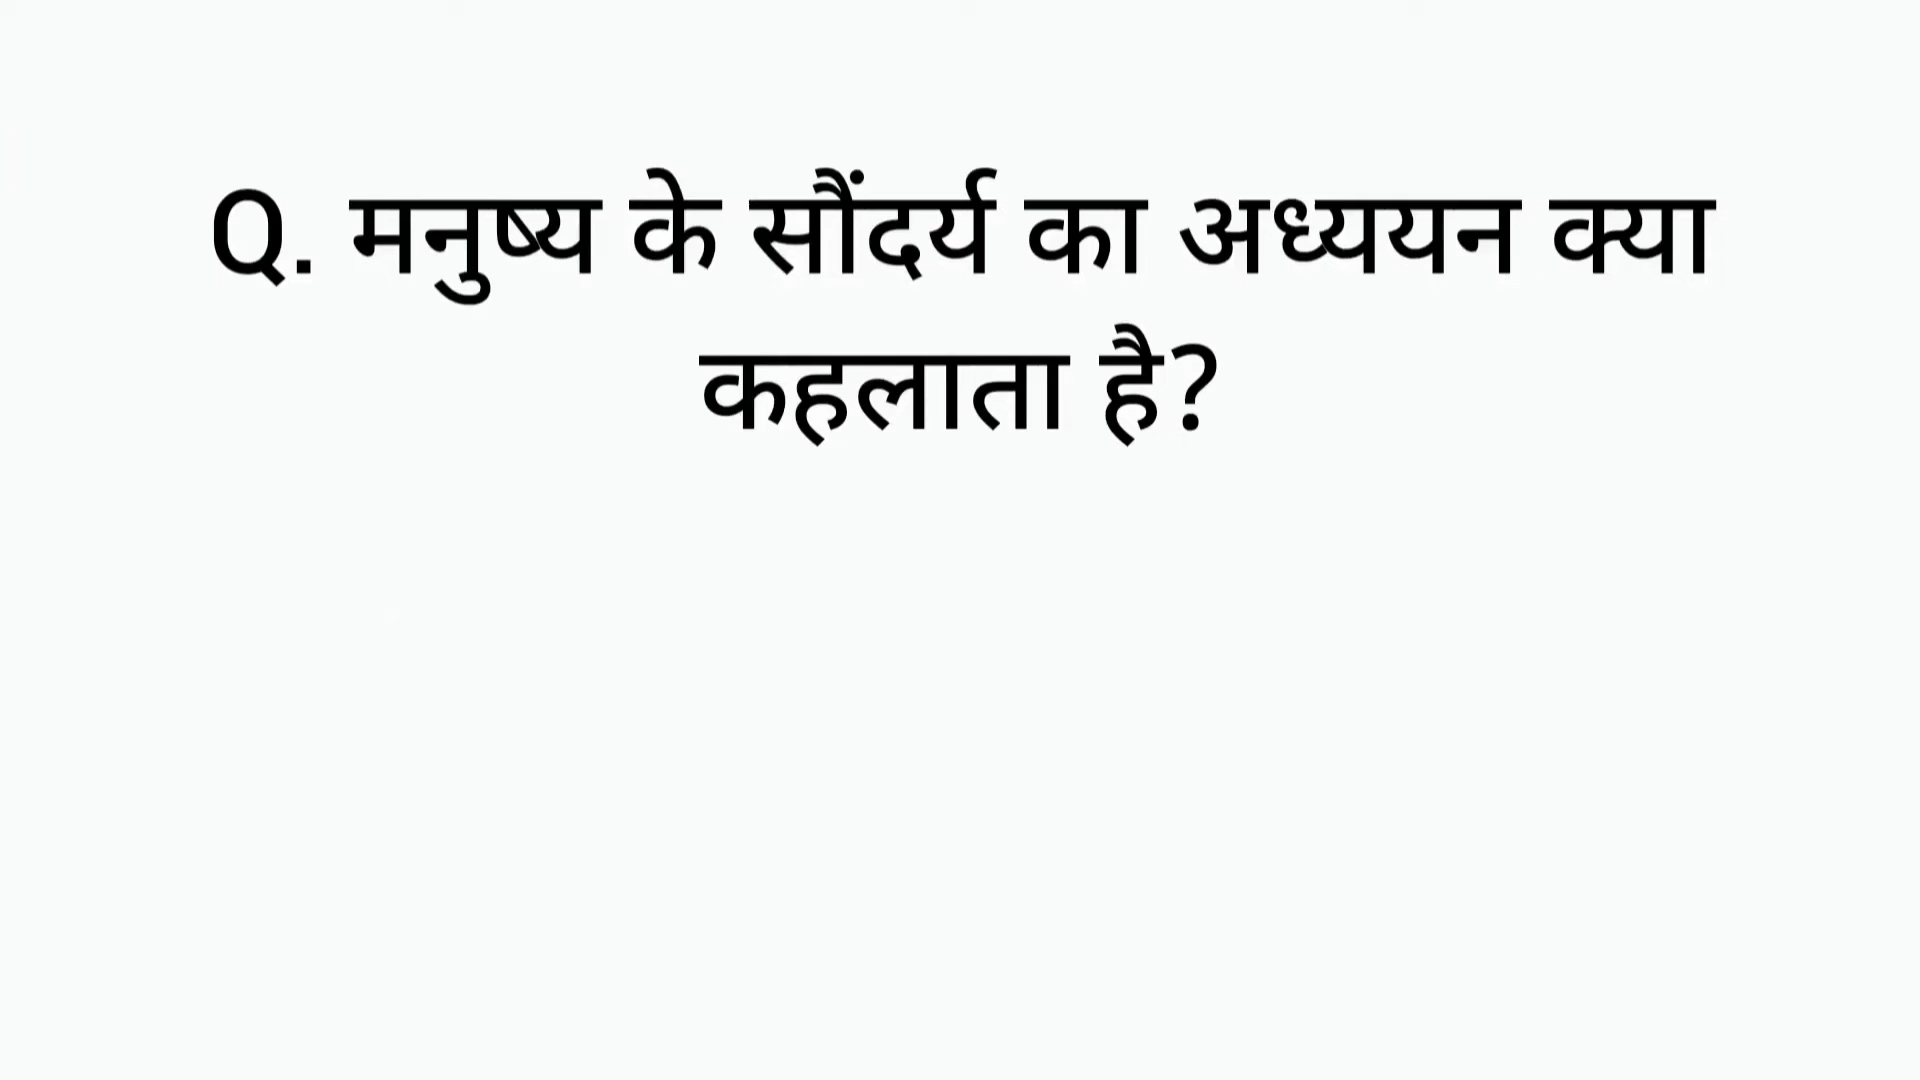 Q. मनुष्य के सौंदर्य का अध्ययन क्या
कहलाता है?